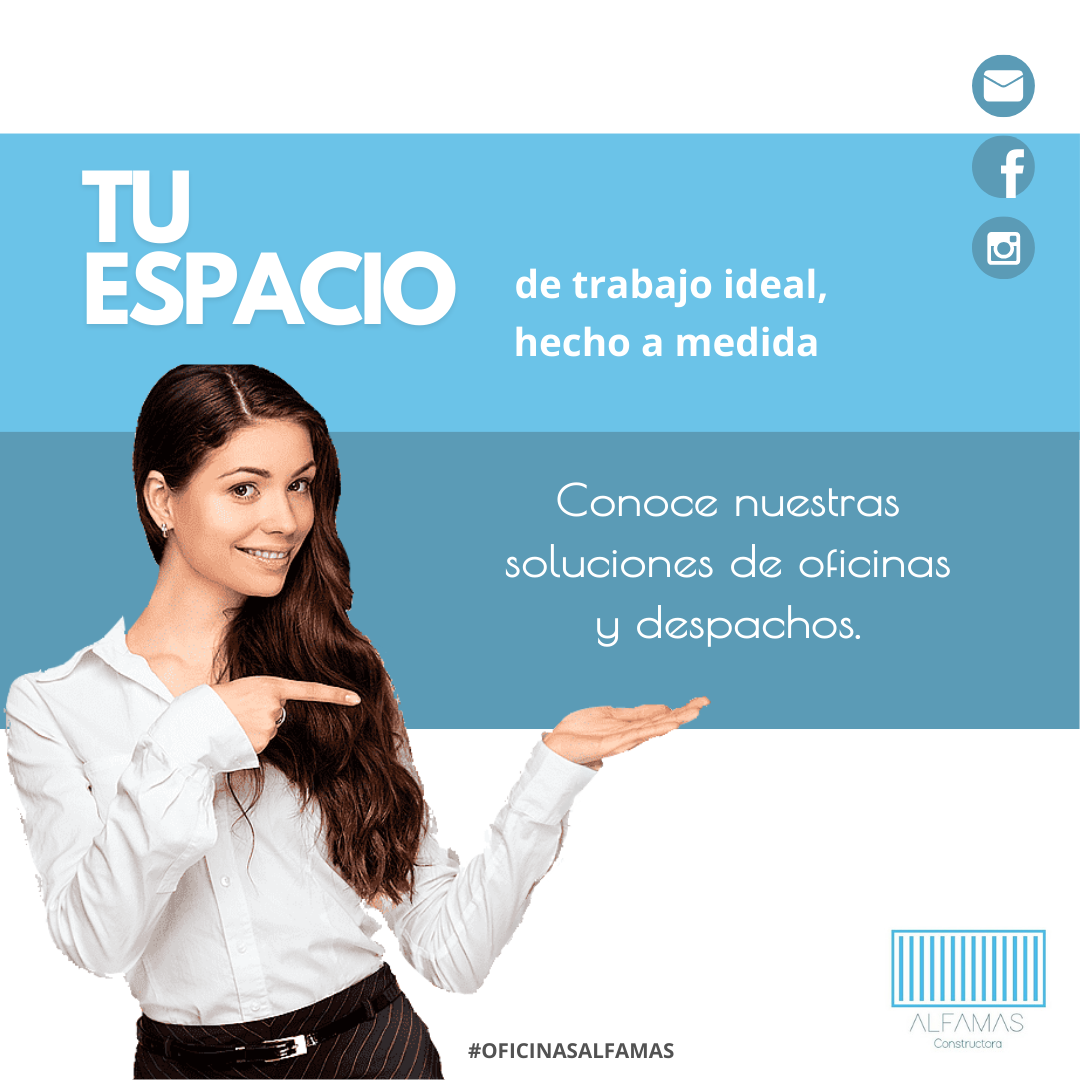 TU
ESPACIO
de trabajo ideal,
hecho a medida
Conoce nuestras
soluciones de oficinas
y despachos.
ALFAMAS
Constructora
#OFICINASALFAMAS